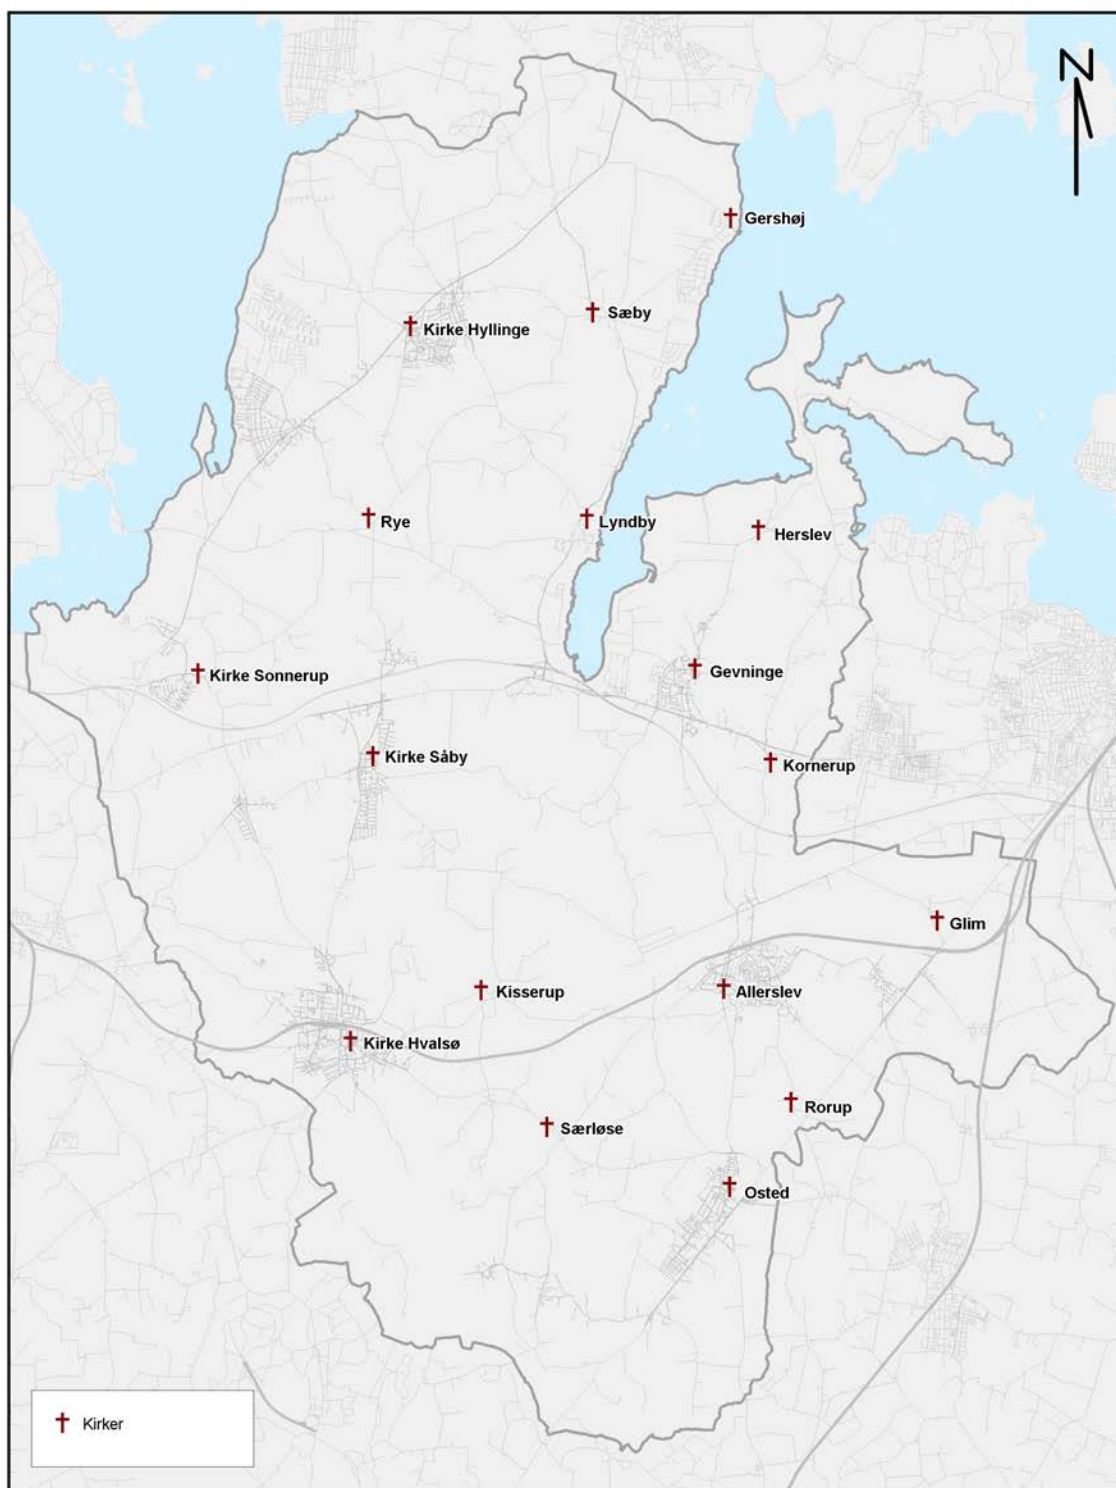 N
Gershøj
Sæby
Kirke Hyllinge
Rye
Lyndby
Herslev
Kirke Sonnerup
Gevninge
Kirke Såby
Kornerup
Glim
Kisserup
Allerslev
Kirke Hvalsø
Rorup
Særløse
Osted
Kirker